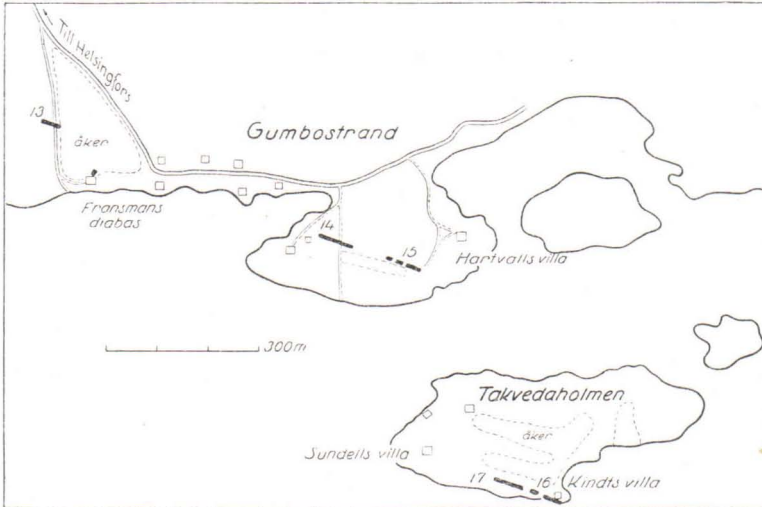 Till Helsingfors
13
Gumbostrand
åker
Fransmans
diabas
14
15
Hartvalls villa
300m
Takvedaholmen
åker
Sundells villa
17
16
Kindts villa